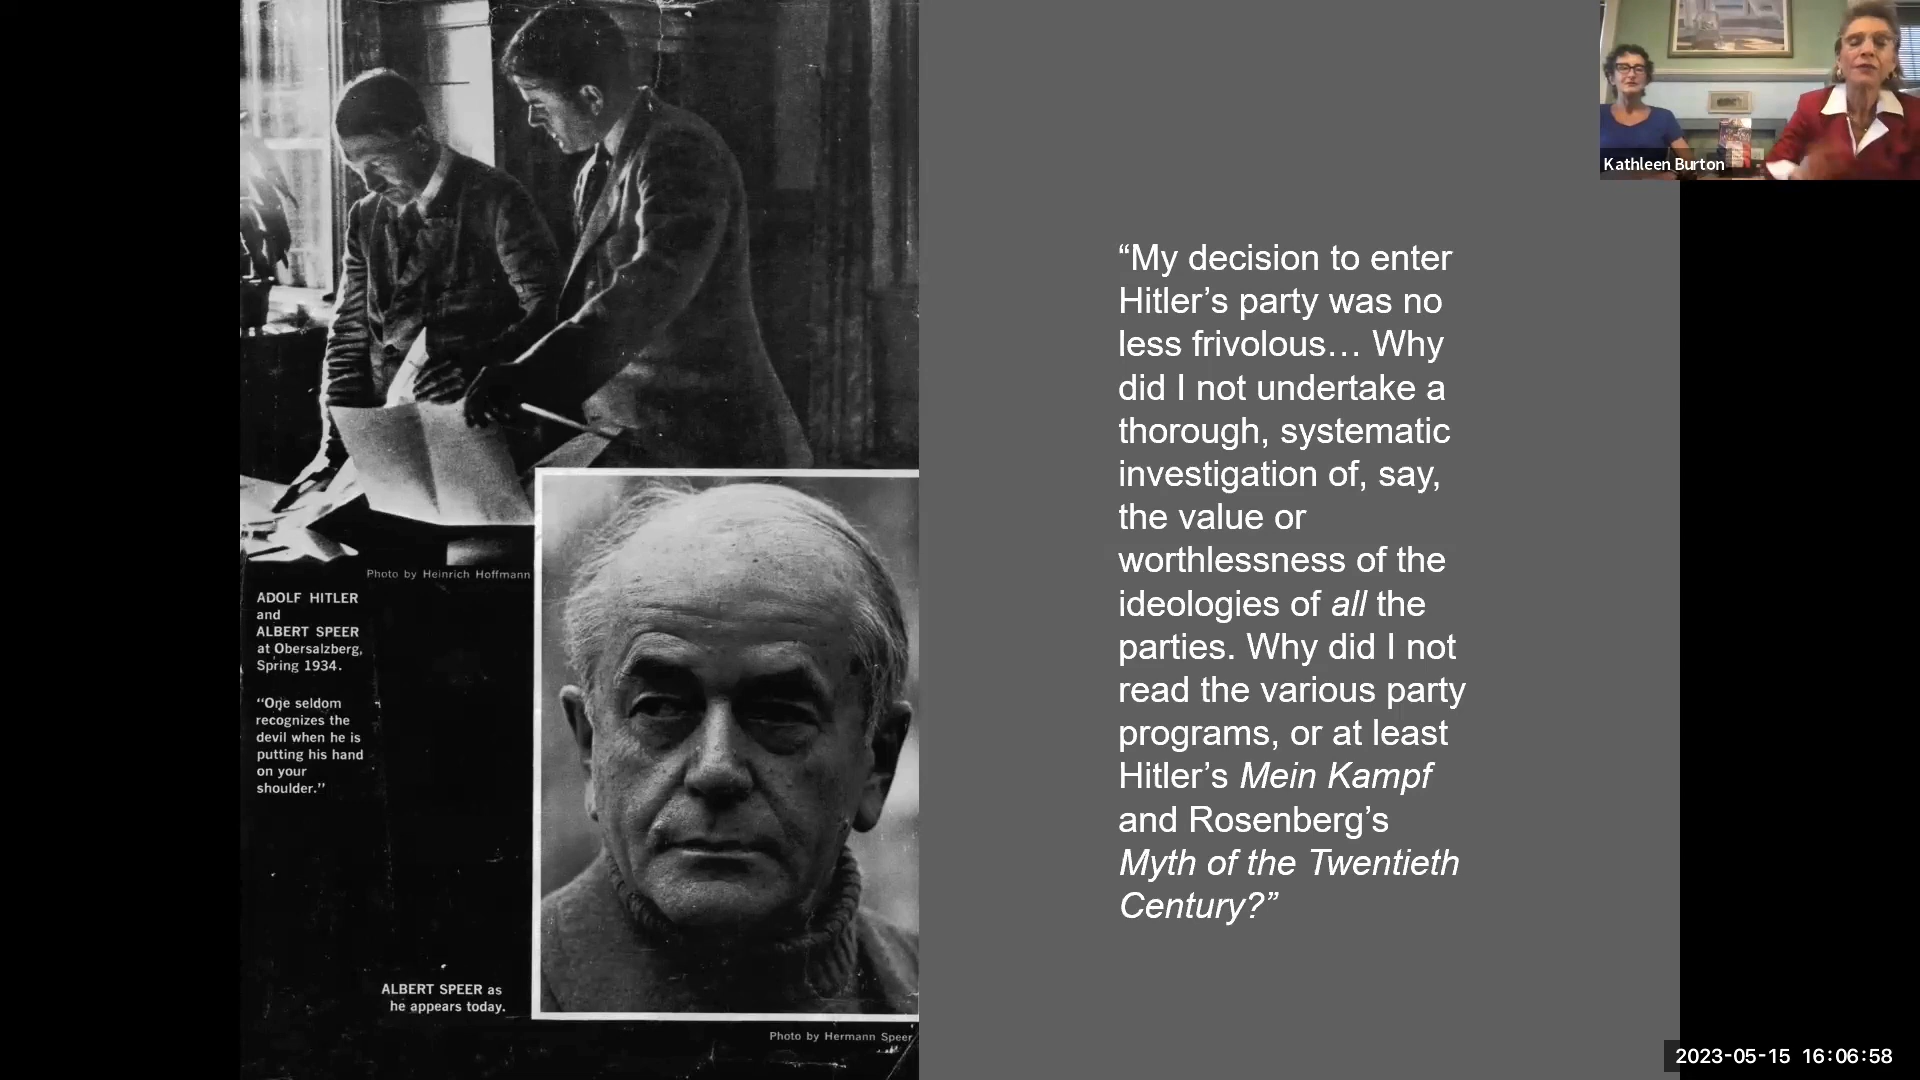 Kathleen Burton
Photo by Heinrich Hoffmann
ADOLF HITLER
and
ALBERT SPEER
at Obersalzberg,
Spring 1934.
“One seldom
recognizes the
devil when he is
putting his hand
on your
shoulder.”
ALBERT SPEER as
he appears today.
Photo by Hermann Speer
“My decision to enter
Hitler’s party was no
less frivolous… Why
did I not undertake a
thorough, systematic
investigation of, say,
the value or
worthlessness of the
ideologies of all the
parties. Why did I not
read the various party
programs, or at least
Hitler’s Mein Kampf
and Rosenberg’s
Myth of the Twentieth
Century?”
2023-05-15 16:06:58